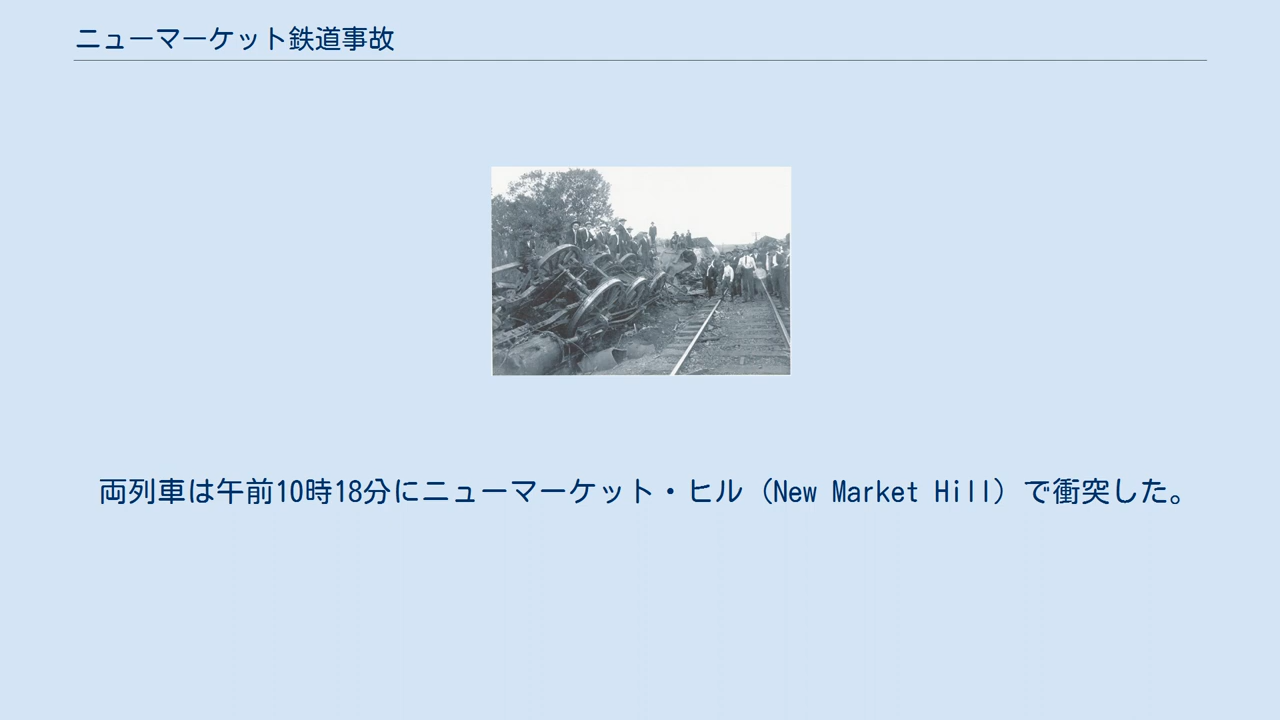 ニューマーケット鉄道事故
両列車は午前10時18分にニューマーケット・ヒル（New Market Hill）で衝突した。